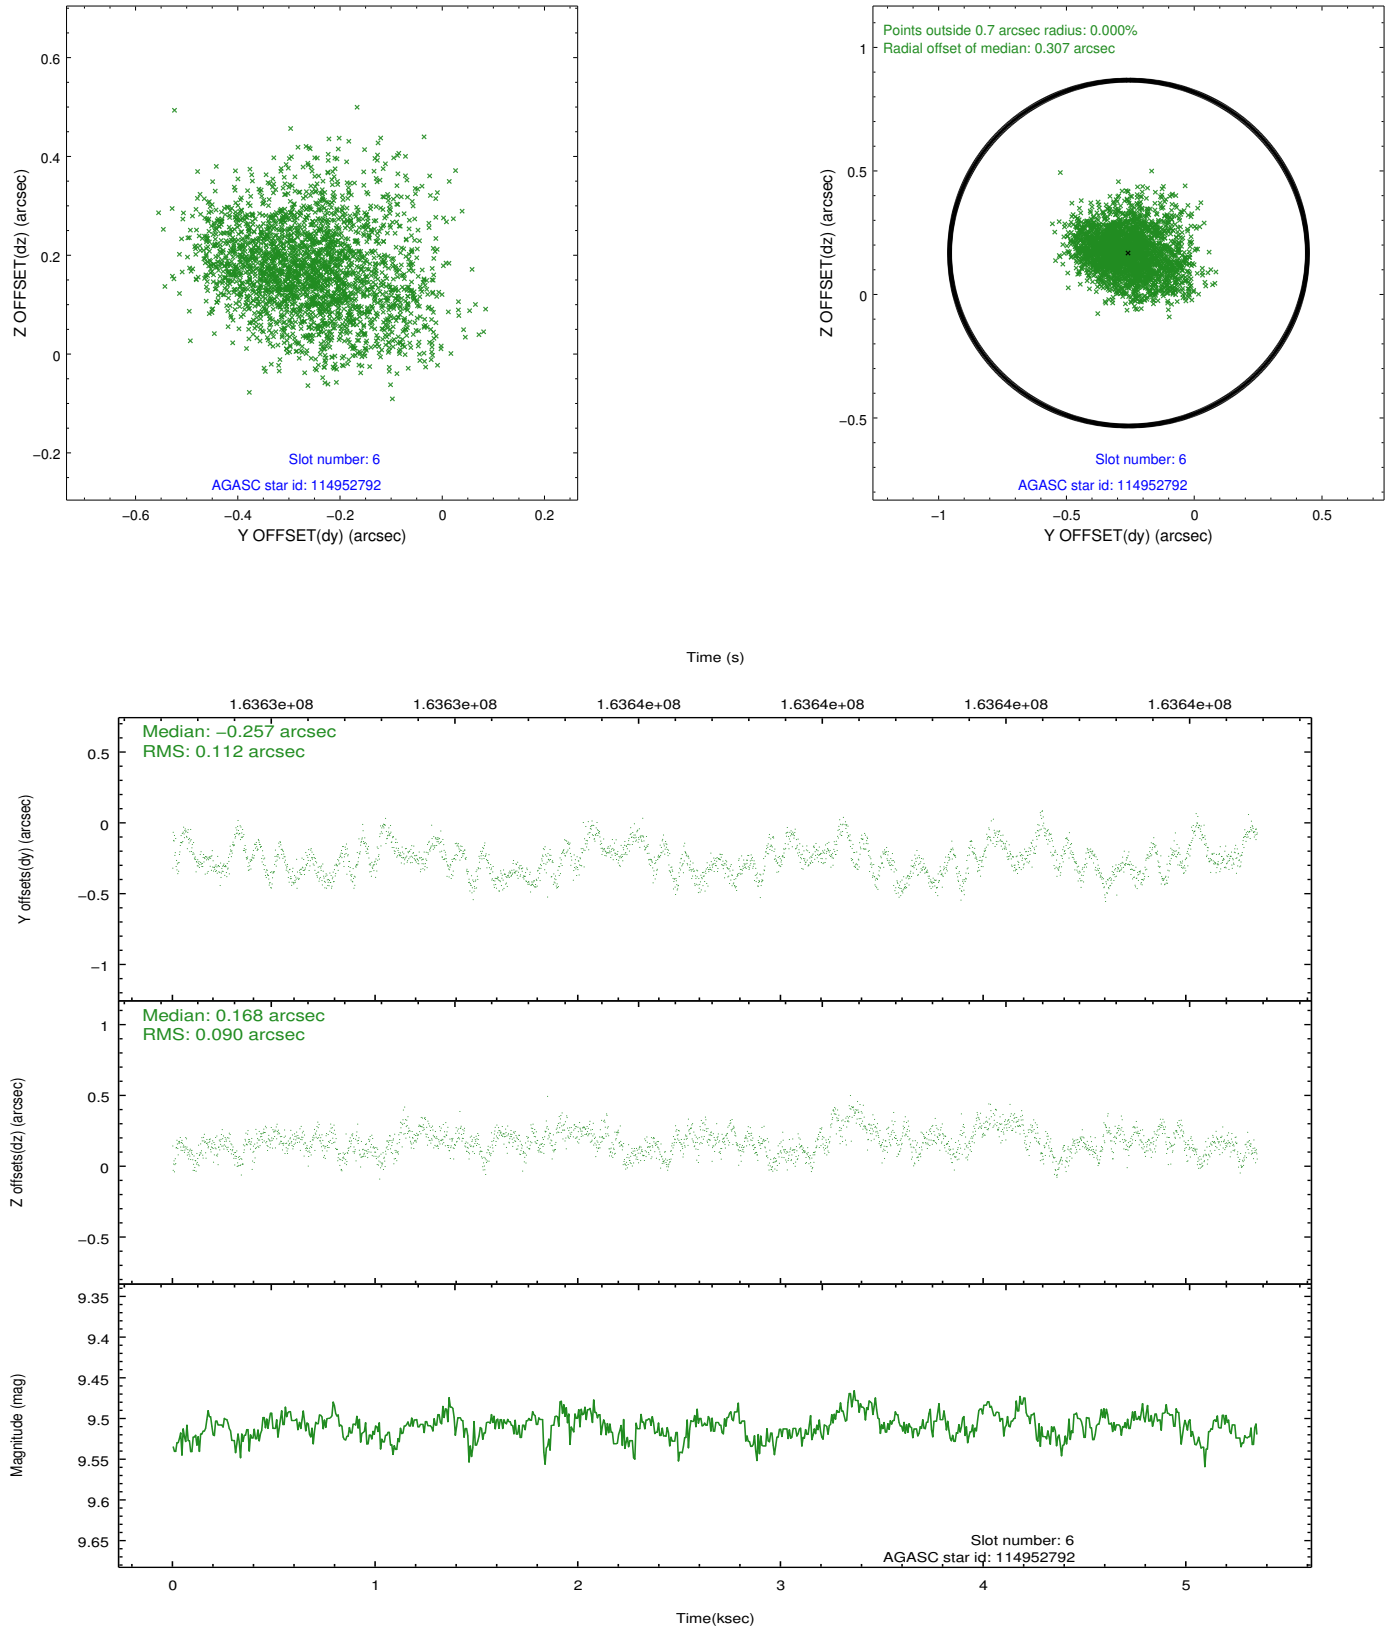 0.6
0.4
0.2
0
−0.2
Z OFFSET(dz) (arcsec)
Slot number: 6
AGASC star id: 114952792
−0.6 −0.4 −0.2 0 0.2
Y OFFSET(dy) (arcsec)
Points outside 0.7 arcsec radius: 0.000%
Radial offset of median: 0.307 arcsec
1
0.5
0
−0.5
Z OFFSET(dz) (arcsec)
Slot number: 6
AGASC star id: 114952792
−1 −0.5 0 0.5
Y OFFSET(dy) (arcsec)
Time (s)
1.6363e+08 1.6363e+08 1.6364e+08 1.6364e+08 1.6364e+08 1.6364e+08
Median: −0.257 arcsec
RMS: 0.112 arcsec
0.5
0
−0.5
−1
Y offsets(dy) (arcsec)
Median: 0.168 arcsec
RMS: 0.090 arcsec
1
0.5
0
−0.5
Z offsets(dz) (arcsec)
9.35
9.4
9.45
9.5
9.55
9.6
9.65
Magnitude (mag)
Slot number: 6
AGASC star id: 114952792
0 1 2 3 4 5
Time(ksec)